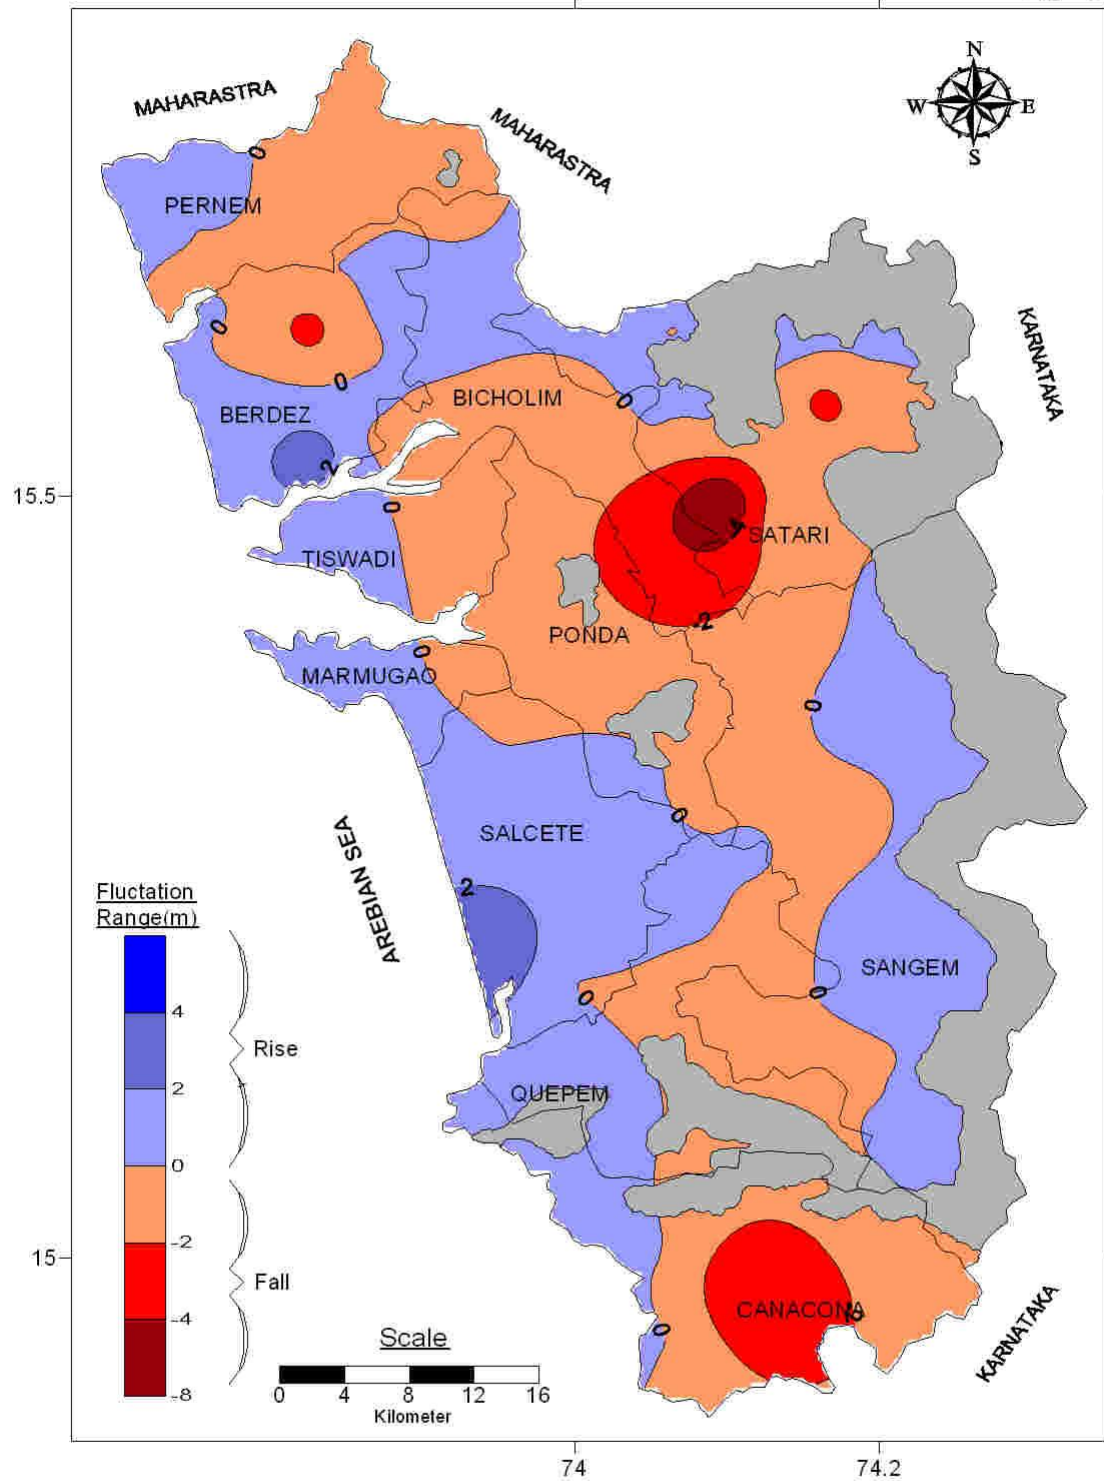 N
MAHARASTRA
W
E
MAHARASTRA
S
0
PERNEM
KARNATAKA
0
0
BICHOLIM
0
BERDEZ
2
15.5
0
-4
SATARI
TISWADI
-2
PONDA
0
MARMUGAO
0
0
SALCETE
AREBIAN SEA
2
Fluctation
Range(m)
SANGEM
0
0
4
Rise
2
QUEPEM
0
-2
15
Fall
CANACONA
-4
0
KARNATAKA
Scale
-8
0 4 8 12 16
Kilometer
74
74.2